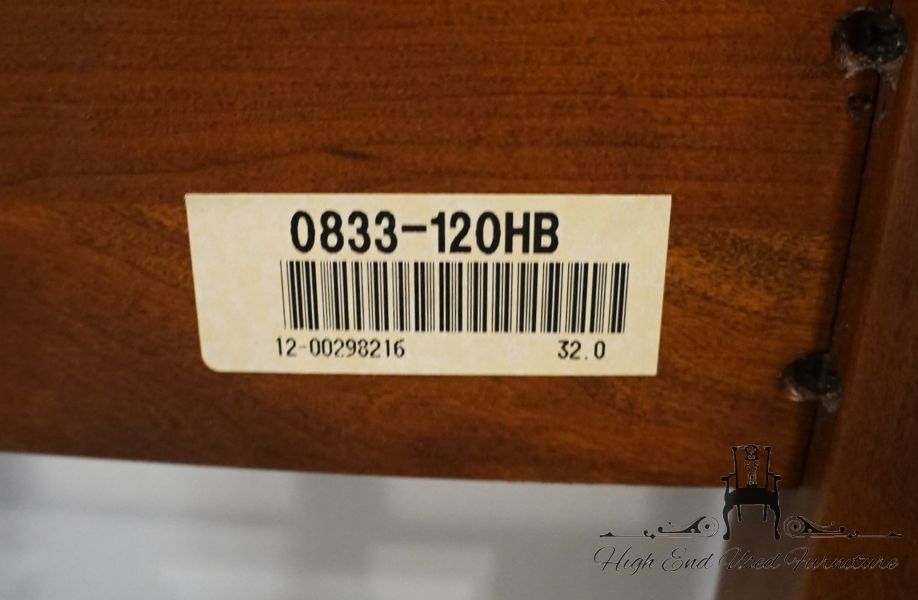 0833-120HB
12-00298216 32.0
High End Used Furniture